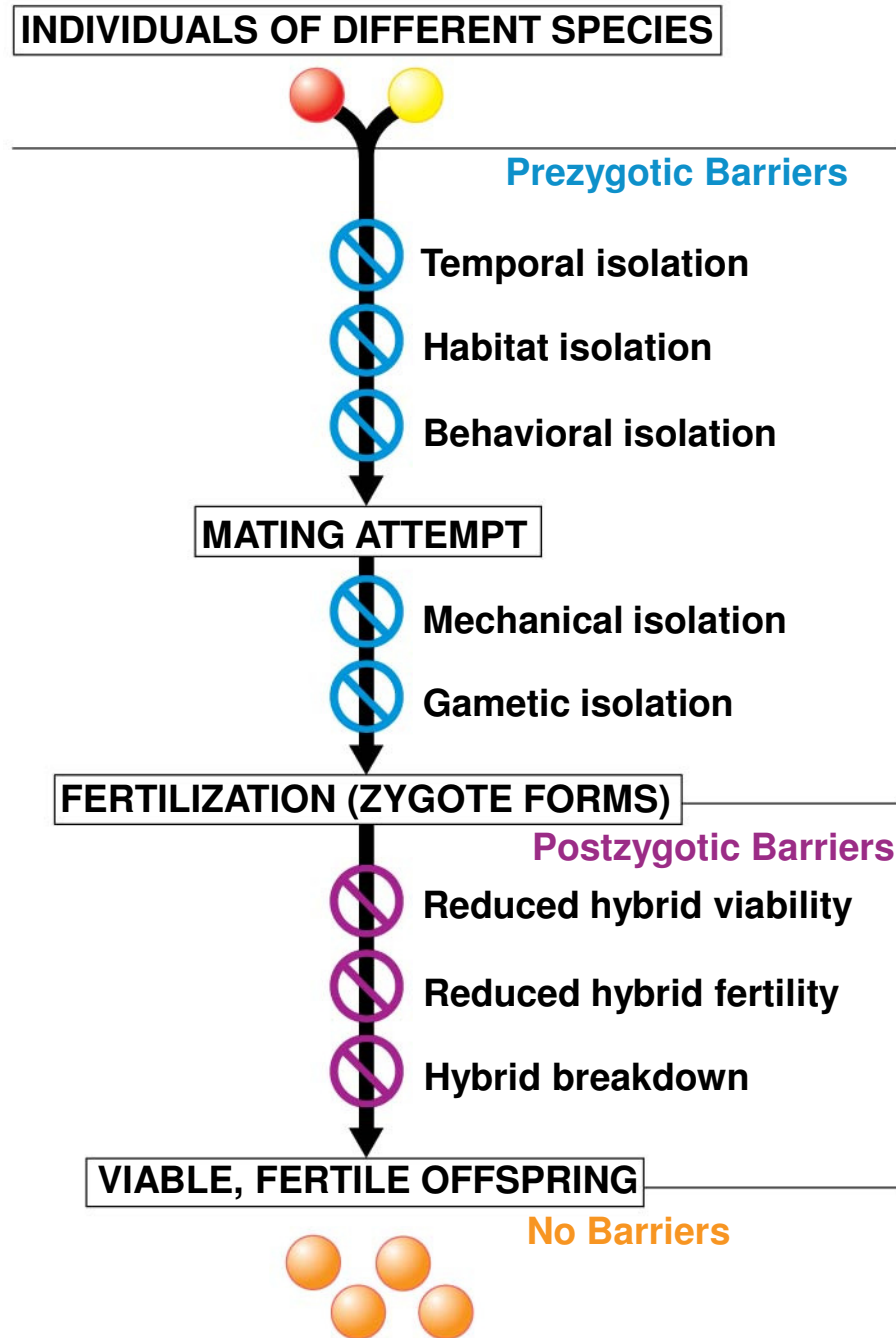 INDIVIDUALS OF DIFFERENT SPECIES
Prezygotic Barriers
Temporal isolation
Habitat isolation
Behavioral isolation
MATING ATTEMPT
Mechanical isolation
Gametic isolation
FERTILIZATION (ZYGOTE FORMS)
Postzygotic Barriers
Reduced hybrid viability
Reduced hybrid fertility
Hybrid breakdown
VIABLE, FERTILE OFFSPRING
No Barriers